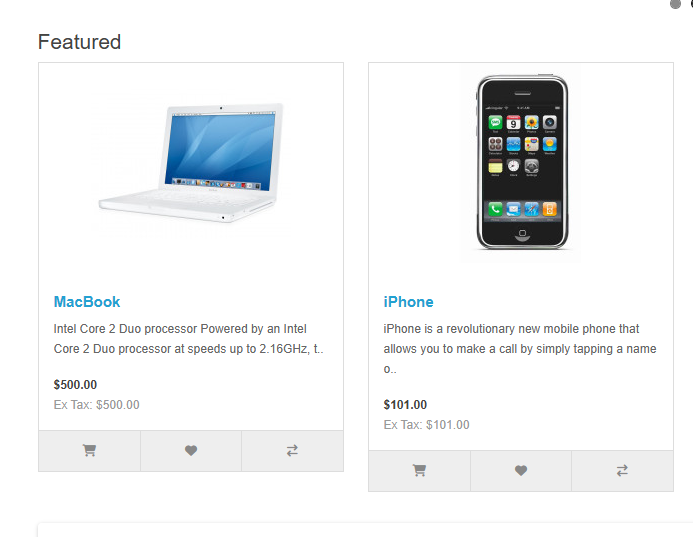 Featured
MacBook
Intel Core 2 Duo processor Powered by an Intel
Core 2 Duo processor at speeds up to 2.16GHz, t..
$500.00
Ex Tax: $500.00
iPhone
iPhone is a revolutionary new mobile phone that
allows you to make a call by simply tapping a name
o..
$101.00
Ex Tax: $101.00